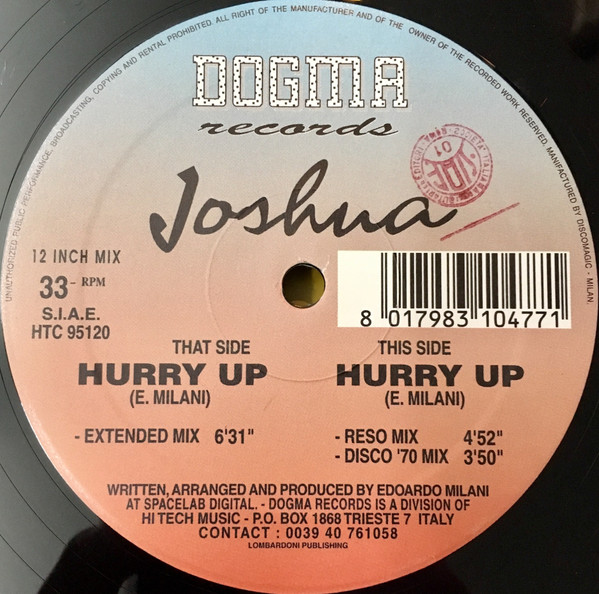 UNAUTHORIZED PUBLIC PERFORMANCE, BROADCASTING, COPYING AND RENTAL PROHIBITED. ALL RIGHT OF THE MANUFACTURER AND OF THE OWNER OF THE RECORDED WORK RESERVED. MANUFACTURED BY DISCOMAGIC - MILAN.
DOGMA
records
Joshua
12 INCH MIX
33- RPM
S.I.A.E.
HTC 95120
8 017983 104771
THAT SIDE
HURRY UP
(E. MILANI)
- EXTENDED MIX 6'31"
THIS SIDE
HURRY UP
(E. MILANI)
- RESO MIX 4'52"
- DISCO '70 MIX 3'50"
WRITTEN, ARRANGED AND PRODUCED BY EDOARDO MILANI
AT SPACELAB DIGITAL. - DOGMA RECORDS IS A DIVISION OF
HI TECH MUSIC - P.O. BOX 1868 TRIESTE 7 ITALY
CONTACT : 0039 40 761058
LOMBARDONI PUBLISHING